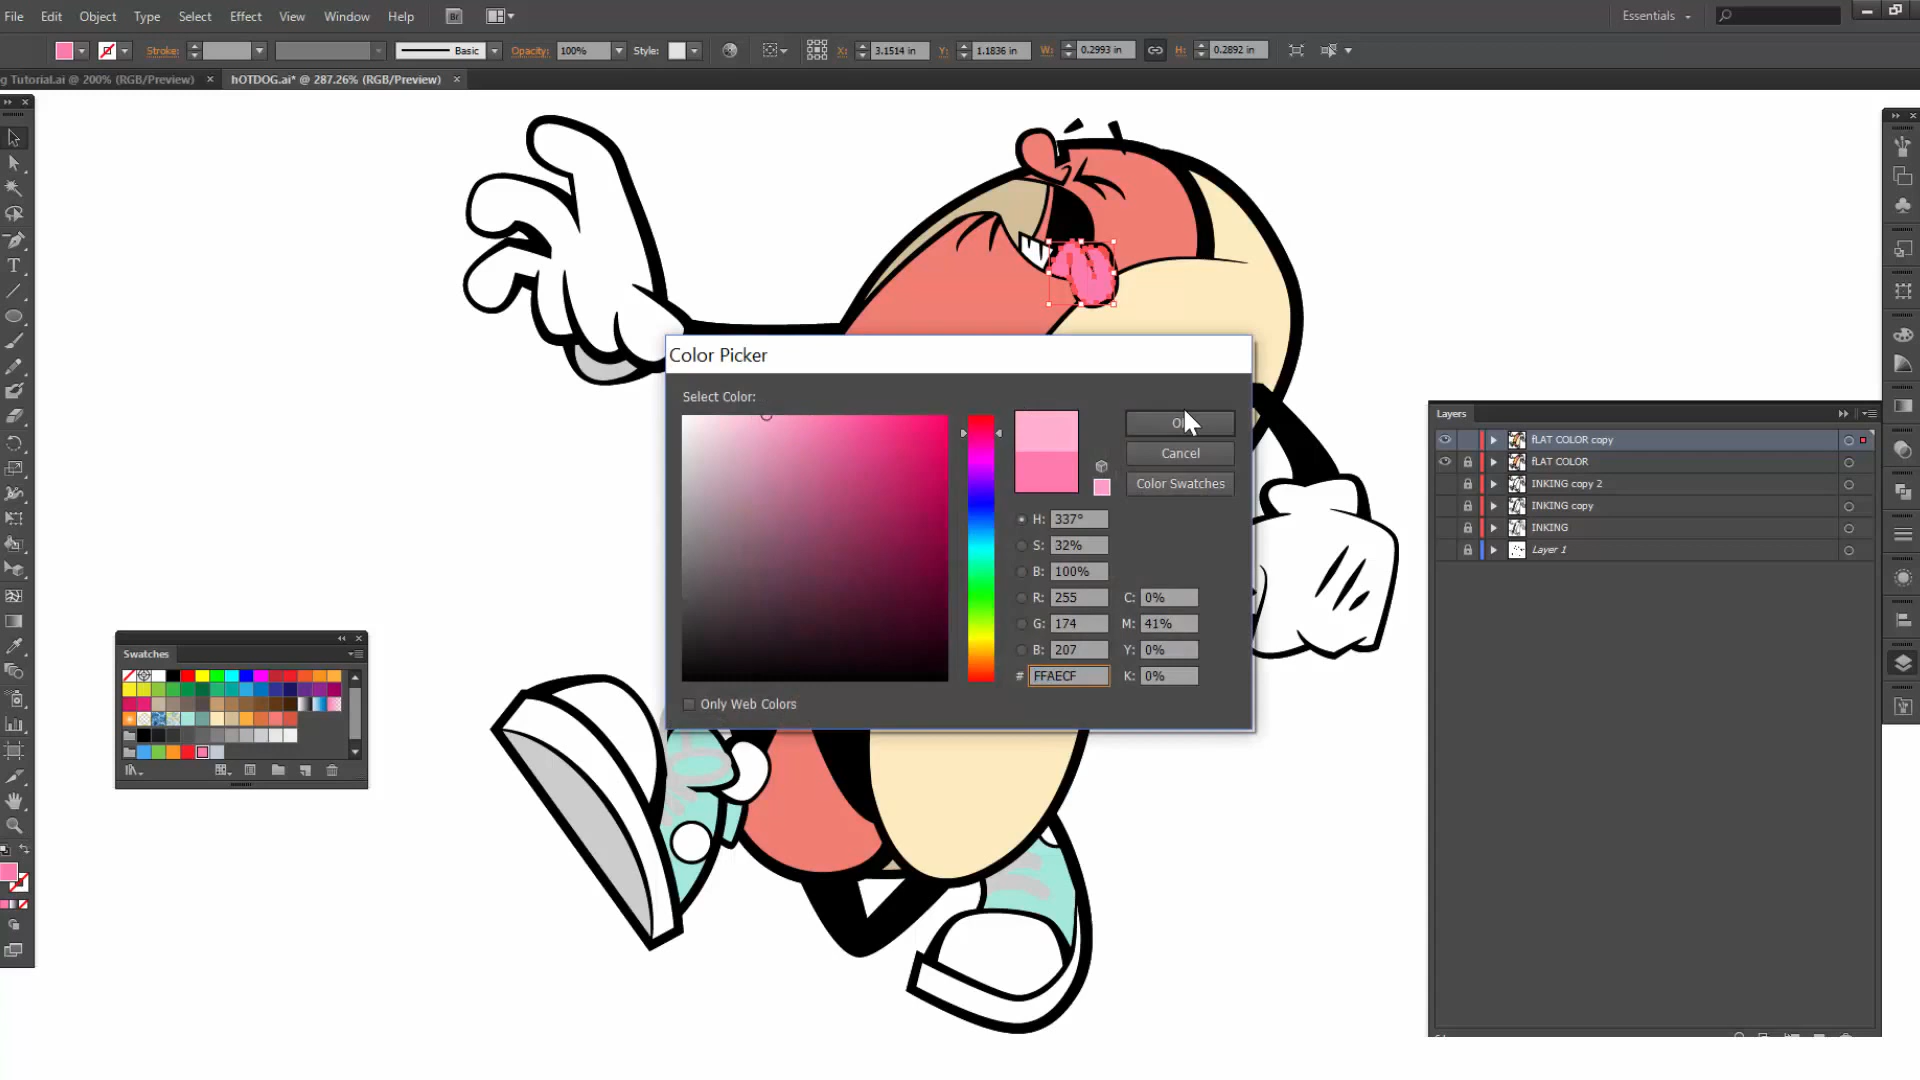 File Edit Object Type Select Effect View Window Help Br Essentials
Stroke: Basic Opacity: 100% Style: X: 3.1514 in Y: 1.1836 in W: 0.2993 in H: 0.2892 in
g Tutorial.ai @ 200% (RGB/Preview) × hOTDOG.ai* @ 287.26% (RGB/Preview) ×
Color Picker
Select Color:
Cancel
Color Swatches
H: 337°
S: 32%
B: 100%
R: 255 C: 0%
G: 174 M: 41%
B: 207 Y: 0%
# FFAECF K: 0%
Only Web Colors
Swatches
Layers
fLAT COLOR copy
fLAT COLOR
INKING copy 2
INKING copy
INKING
Layer 1